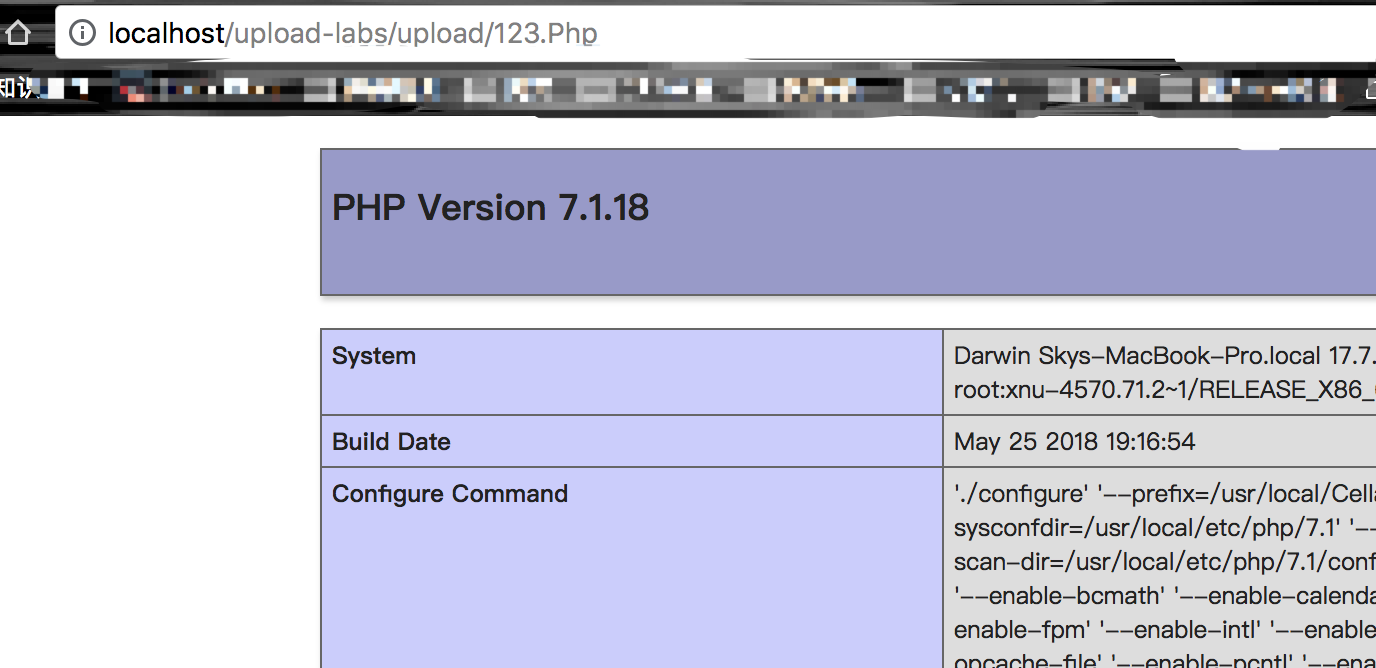 localhost/upload-labs/upload/123.Php
知识
PHP Version 7.1.18
System
Darwin Skys-MacBook-Pro.local 17.7.
root:xnu-4570.71.2~1/RELEASE_X86_
Build Date
May 25 2018 19:16:54
Configure Command
'./configure' '--prefix=/usr/local/Cell
sysconfdir=/usr/local/etc/php/7.1' '--
scan-dir=/usr/local/etc/php/7.1/conf
'--enable-bcmath' '--enable-calenda
enable-fpm' '--enable-intl' '--enable
opcache-file' '--enable-pcntl' '--ena